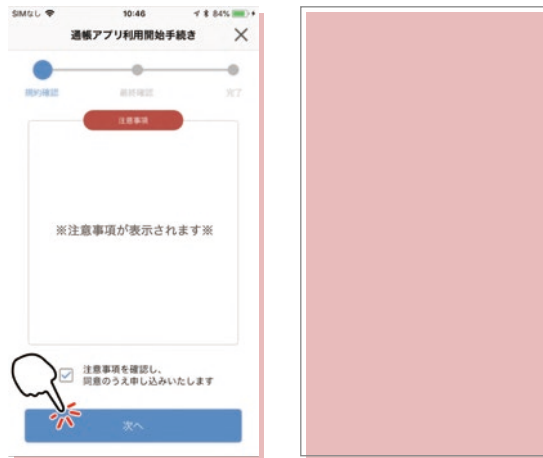 SIMなし 10:46 84%
通帳アプリ利用開始手続き
規約確認 最終確認 完了
注意事項
※注意事項が表示されます※
注意事項を確認し、
同意のうえ申し込みいたします
次へ